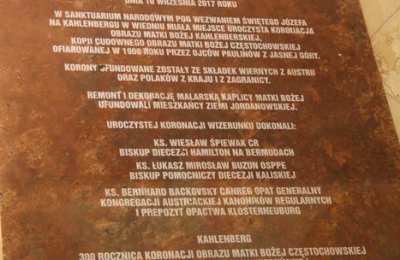 DNIA 10 WRZEŚNIA 2017 ROKU
W SANKTUARIUM NARODOWYM POD WEZWANIEM ŚWIĘTEGO JÓZEFA
NA KAHLENBERGU W WIEDNIU MIAŁA MIEJSCE UROCZYSTA KORONACJA
OBRAZU MATKI BOŻEJ KAHLENBERSKIEJ,
KOPII CUDOWNEGO OBRAZU MATKI BOŻEJ CZĘSTOCHOWSKIEJ
OFIAROWANEJ W 1906 ROKU PRZEZ OJCÓW PAULINÓW Z JASNEJ GÓRY.
KORONY UFUNDOWANE ZOSTAŁY ZE SKŁADEK WIERNYCH Z AUSTRII
ORAZ POLAKÓW Z KRAJU I Z ZAGRANICY.
REMONT I DEKORACJĘ MALARSKĄ KAPLICY MATKI BOŻEJ
UFUNDOWALI MIESZKAŃCY ZIEMI JORDANOWSKIEJ.
UROCZYSTEJ KORONACJI WIZERUNKU DOKONALI:
KS. WIESŁAW ŚPIEWAK CR
BISKUP DIECEZJI HAMILTON NA BERMUDACH
KS. ŁUKASZ MIROSŁAW BUZUN OSPPE
BISKUP POMOCNICZY DIECEZJI KALISKIEJ
KS. BERNHARD BACKOVSKY CANREG OPAT GENERALNY
KONGREGACJI AUSTRIACKIEJ KANONIKÓW REGULARNYCH
I PREPOZYT OPACTWA KLOSTERNEUBURG
KAHLENBERG
300 ROCZNICA KORONACJI OBRAZU MATKI BOŻEJ CZĘSTOCHOWSKIEJ